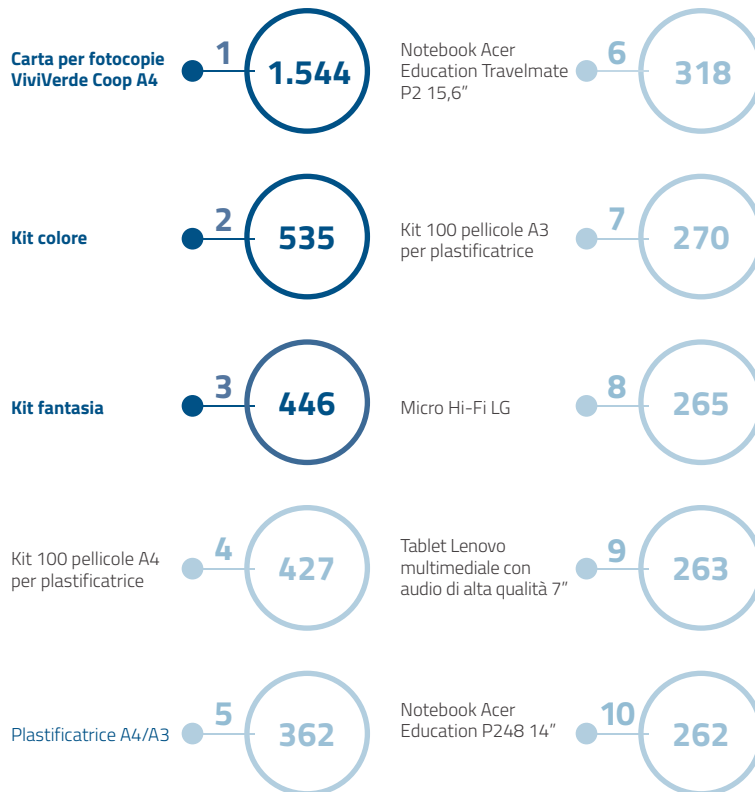 Carta per fotocopie
ViviVerde Coop A4
1
1.544
Kit colore
2
535
Kit fantasia
3
446
Kit 100 pellicole A4
per plastificatrice
4
427
Plastificatrice A4/A3
5
362
Notebook Acer
Education Travelmate
P2 15,6”
6
318
Kit 100 pellicole A3
per plastificatrice
7
270
Micro Hi-Fi LG
8
265
Tablet Lenovo
multimediale con
audio di alta qualità 7”
9
263
Notebook Acer
Education P248 14”
10
262